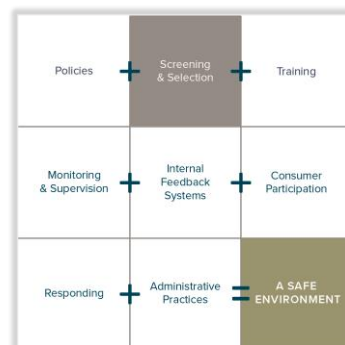 Policies + Screening + Training
& Selection
Monitoring
& Supervision + Internal
Feedback
Systems + Consumer
Participation
Responding + Administrative
Practices = A SAFE
ENVIRONMENT